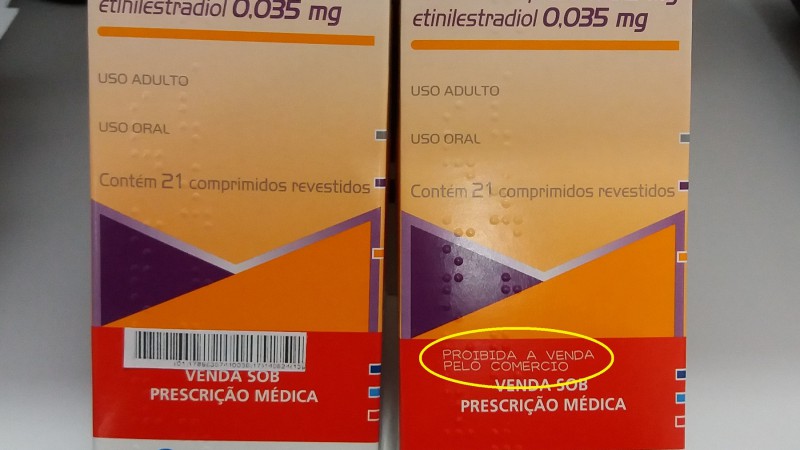 etinilestradiol 0,035 mg
USO ADULTO
USO ORAL
Contém 21 comprimidos revestidos
VENDA SOB
PRESCRIÇÃO MÉDICA
etinilestradiol 0,035 mg
USO ADULTO
USO ORAL
Contém 21 comprimidos revestidos
PROIBIDA A VENDA
PELO COMERCIO
VENDA SOB
PRESCRIÇÃO MÉDICA